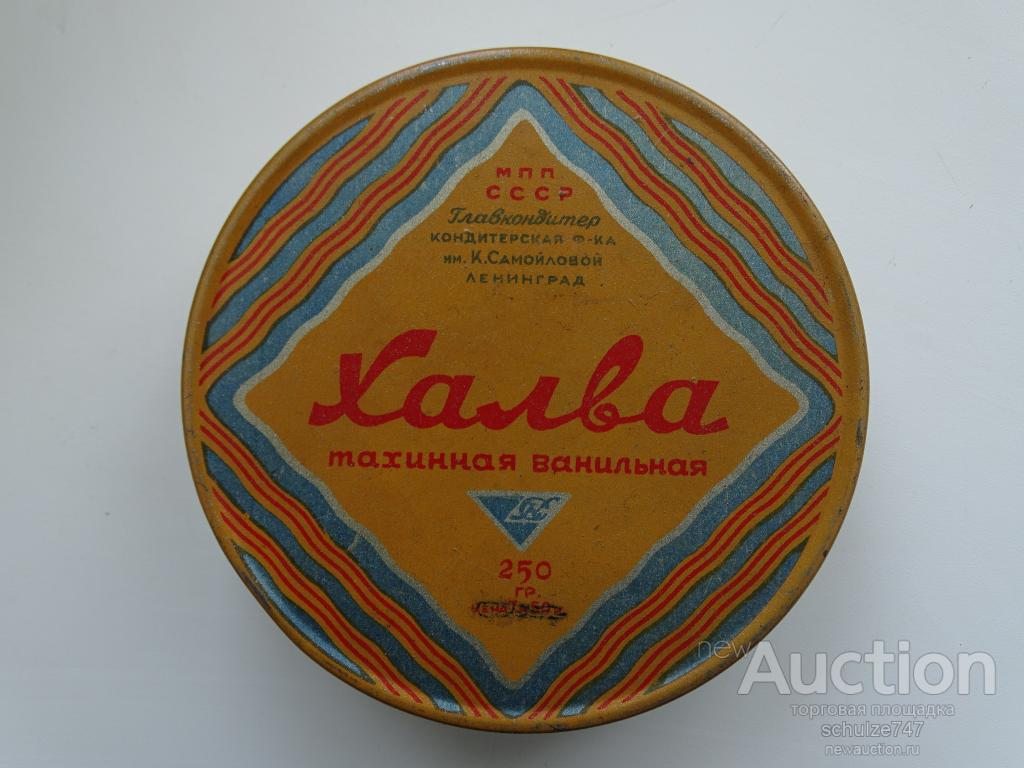 МПП
СССР
Главкондитер
КОНДИТЕРСКАЯ Ф-КА
им. К.Самойловой
ЛЕНИНГРАД
Халва
тахинная ванильная
250
ГР.
ЦЕНА
new Auction
торговая площадка
schulze747
newauction.ru